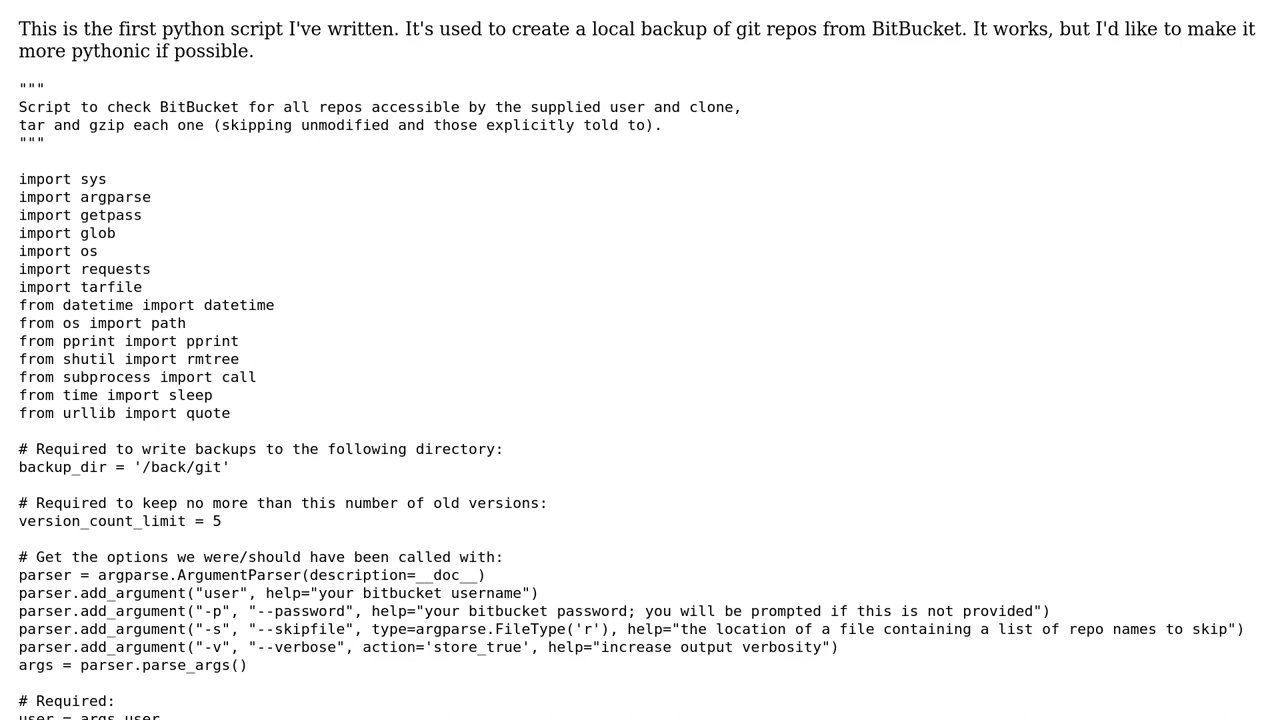 This is the first python script I've written. It's used to create a local backup of git repos from BitBucket. It works, but I'd like to make it
more pythonic if possible.
"""
Script to check BitBucket for all repos accessible by the supplied user and clone,
tar and gzip each one (skipping unmodified and those explicitly told to).
"""
import sys
import argparse
import getpass
import glob
import os
import requests
import tarfile
from datetime import datetime
from os import path
from pprint import pprint
from shutil import rmtree
from subprocess import call
from time import sleep
from urllib import quote
# Required to write backups to the following directory:
backup_dir = '/back/git'
# Required to keep no more than this number of old versions:
version_count_limit = 5
# Get the options we were/should have been called with:
parser = argparse.ArgumentParser(description=__doc__)
parser.add_argument("user", help="your bitbucket username")
parser.add_argument("-p", "--password", help="your bitbucket password; you will be prompted if this is not provided")
parser.add_argument("-s", "--skipfile", type=argparse.FileType('r'), help="the location of a file containing a list of repo names to skip")
parser.add_argument("-v", "--verbose", action='store_true', help="increase output verbosity")
args = parser.parse_args()
# Required:
user = args.user